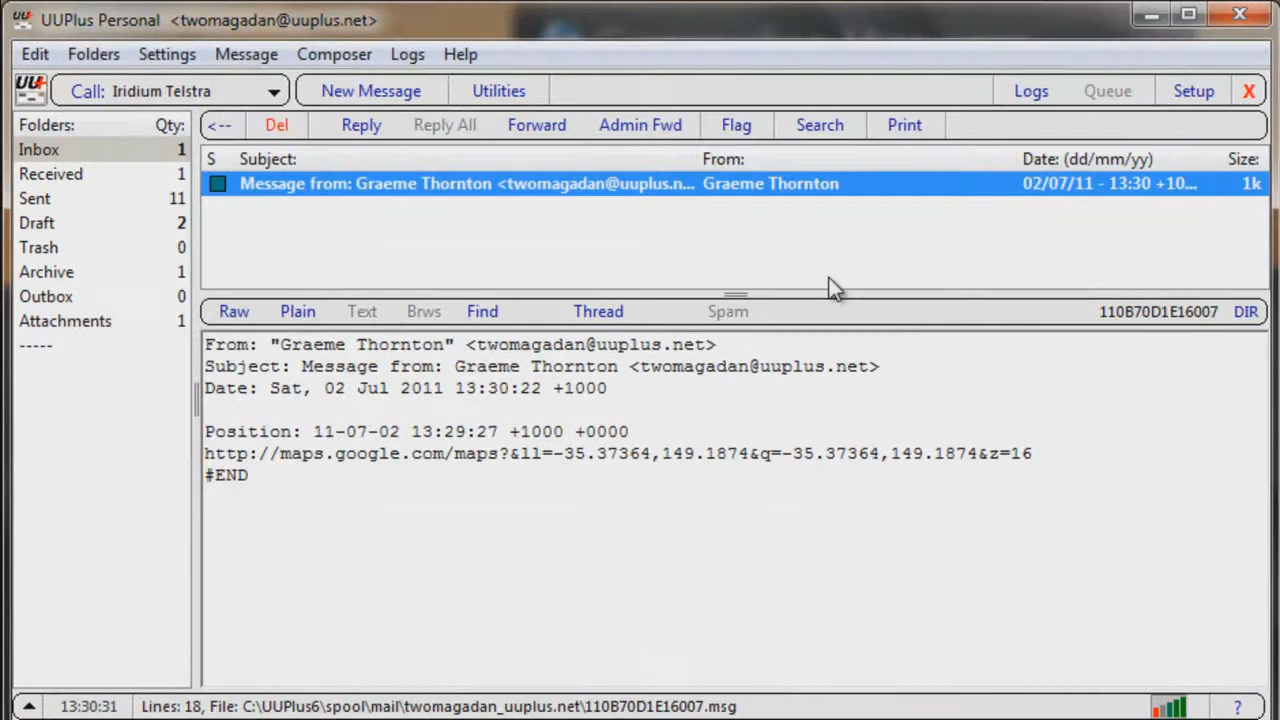 UUPlus Personal <twomagadan@uuplus.net>
Edit Folders Settings Message Composer Logs Help
UU+ Call: Iridium Telstra New Message Utilities Logs Queue Setup X
Folders: Qty: <-- Del Reply Reply All Forward Admin Fwd Flag Search Print
Inbox 1 S Subject: From: Date: (dd/mm/yy) Size:
Received 1 Message from: Graeme Thornton <twomagadan@uuplus.n... Graeme Thornton 02/07/11 - 13:30 +10... 1k
Sent 11
Draft 2
Trash 0
Archive 1
Outbox 0
Attachments 1
-----
Raw Plain Text Brws Find Thread Spam 110B70D1E16007 DIR
From: "Graeme Thornton" <twomagadan@uuplus.net>
Subject: Message from: Graeme Thornton <twomagadan@uuplus.net>
Date: Sat, 02 Jul 2011 13:30:22 +1000
Position: 11-07-02 13:29:27 +1000 +0000
http://maps.google.com/maps?&ll=-35.37364,149.1874&q=-35.37364,149.1874&z=16
#END
13:30:31 Lines: 18, File: C:\UUPlus6\spool\mail\twomagadan_uuplus.net\110B70D1E16007.msg ?